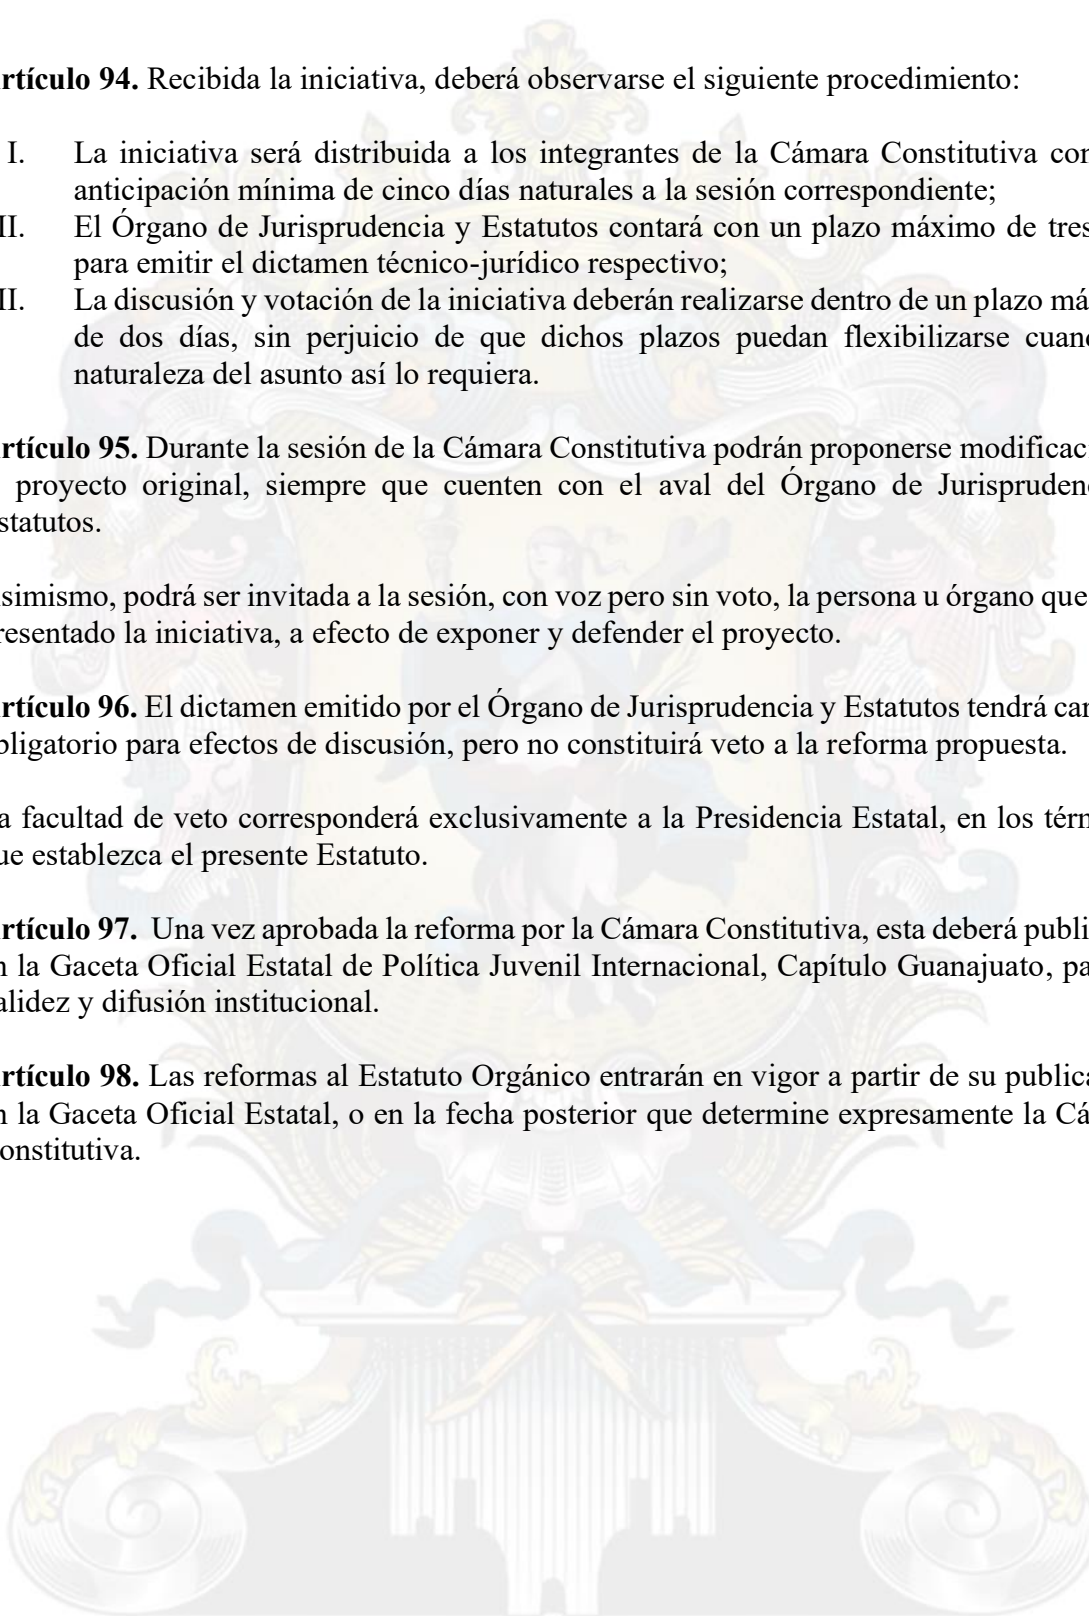 rtículo 94. Recibida la iniciativa, deberá observarse el siguiente procedimiento:
I. La iniciativa será distribuida a los integrantes de la Cámara Constitutiva con
anticipación mínima de cinco días naturales a la sesión correspondiente;
II. El Órgano de Jurisprudencia y Estatutos contará con un plazo máximo de tres
para emitir el dictamen técnico-jurídico respectivo;
II. La discusión y votación de la iniciativa deberán realizarse dentro de un plazo má
de dos días, sin perjuicio de que dichos plazos puedan flexibilizarse cuan
naturaleza del asunto así lo requiera.
rtículo 95. Durante la sesión de la Cámara Constitutiva podrán proponerse modificac
proyecto original, siempre que cuenten con el aval del Órgano de Jurispruden
statutos.
simismo, podrá ser invitada a la sesión, con voz pero sin voto, la persona u órgano que
resentado la iniciativa, a efecto de exponer y defender el proyecto.
rtículo 96. El dictamen emitido por el Órgano de Jurisprudencia y Estatutos tendrá car
bligatorio para efectos de discusión, pero no constituirá veto a la reforma propuesta.
a facultad de veto corresponderá exclusivamente a la Presidencia Estatal, en los térm
ue establezca el presente Estatuto.
rtículo 97. Una vez aprobada la reforma por la Cámara Constitutiva, esta deberá publi
n la Gaceta Oficial Estatal de Política Juvenil Internacional, Capítulo Guanajuato, pa
alidez y difusión institucional.
rtículo 98. Las reformas al Estatuto Orgánico entrarán en vigor a partir de su publica
n la Gaceta Oficial Estatal, o en la fecha posterior que determine expresamente la Cá
onstitutiva.